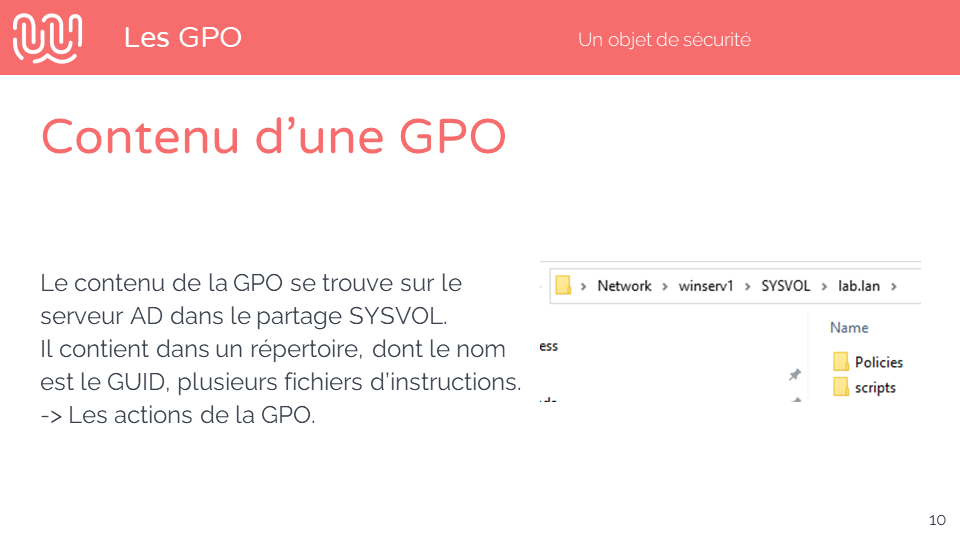 Les GPO
Un objet de sécurité
Contenu d’une GPO
Le contenu de la GPO se trouve sur le
serveur AD dans le partage SYSVOL.
Il contient dans un répertoire, dont le nom
est le GUID, plusieurs fichiers d’instructions.
-> Les actions de la GPO.
Network > winserv1 > SYSVOL > lab.lan >
Name
ess
Policies
scripts
10